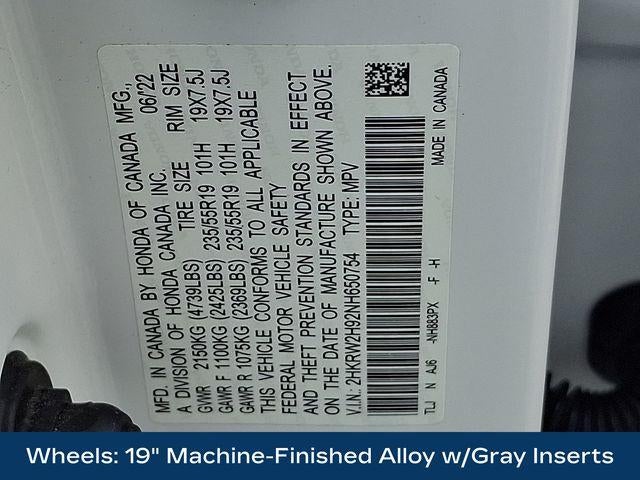 MFD. IN CANADA BY HONDA OF CANADA MFG., 06/'22
A DIVISION OF HONDA CANADA INC. TIRE SIZE RIM SIZE
GVWR 2150KG (4739LBS)
GAWR F 1100KG (2425LBS) 235/55R19 101H 19X7.5J
GAWR R 1075KG (2369LBS) 235/55R19 101H 19X7.5J
THIS VEHICLE CONFORMS TO ALL APPLICABLE
FEDERAL MOTOR VEHICLE SAFETY
AND THEFT PREVENTION STANDARDS IN EFFECT
ON THE DATE OF MANUFACTURE SHOWN ABOVE.
V.I.N.: 2HKRW2H92NH650754 TYPE: MPV
TLJ N AJ6 -NH883PX -F -H MADE IN CANADA
Wheels: 19" Machine-Finished Alloy w/Gray Inserts